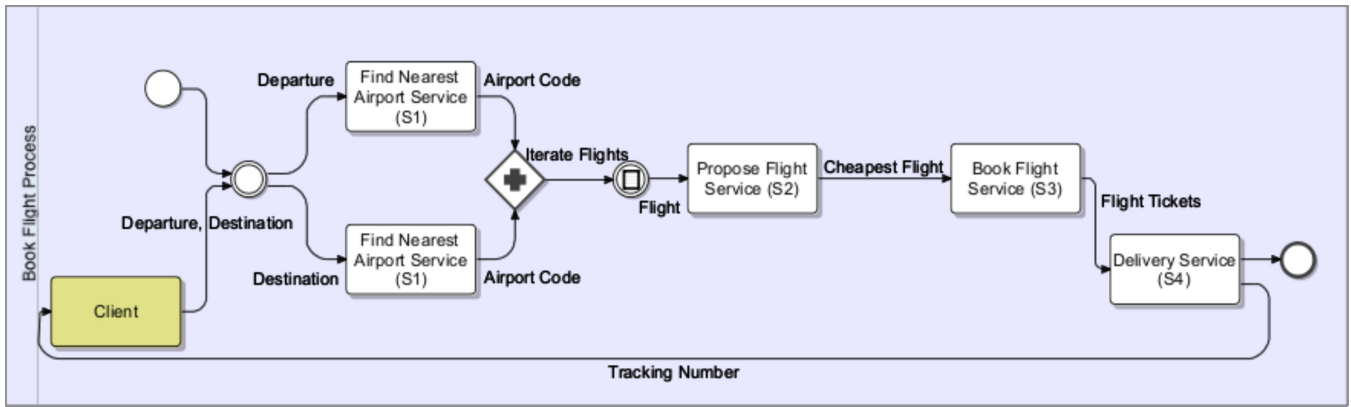 Book Flight Process
Departure
Find Nearest
Airport Service
(S1)
Airport Code
Departure, Destination
Client
Destination
Find Nearest
Airport Service
(S1)
Airport Code
Iterate Flights
Flight
Propose Flight
Service (S2)
Cheapest Flight
Book Flight
Service (S3)
Flight Tickets
Delivery Service
(S4)
Tracking Number